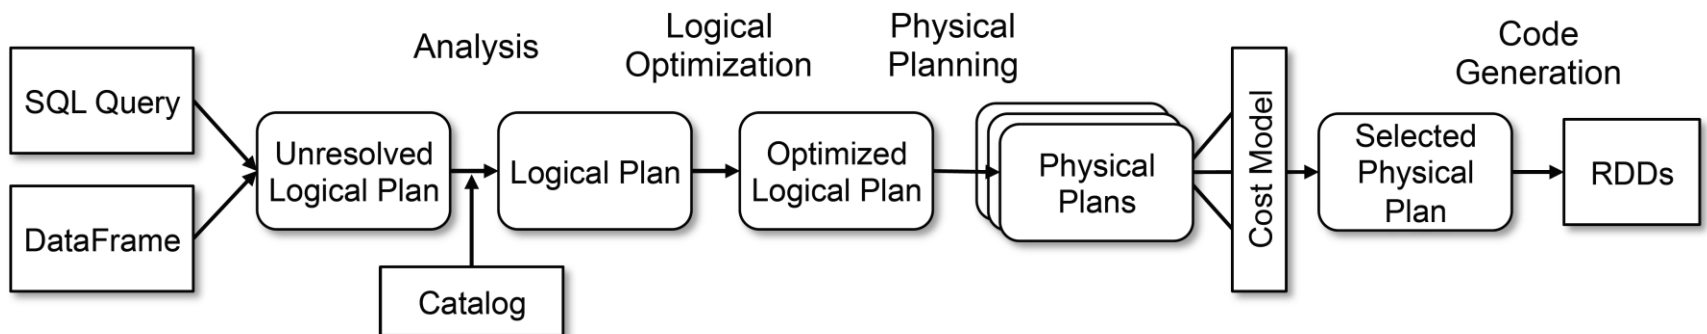 Analysis
Logical
Optimization
Physical
Planning
Code
Generation
SQL Query
DataFrame
Unresolved
Logical Plan
Catalog
Logical Plan
Optimized
Logical Plan
Physical
Plans
Cost Model
Selected
Physical
Plan
RDDs